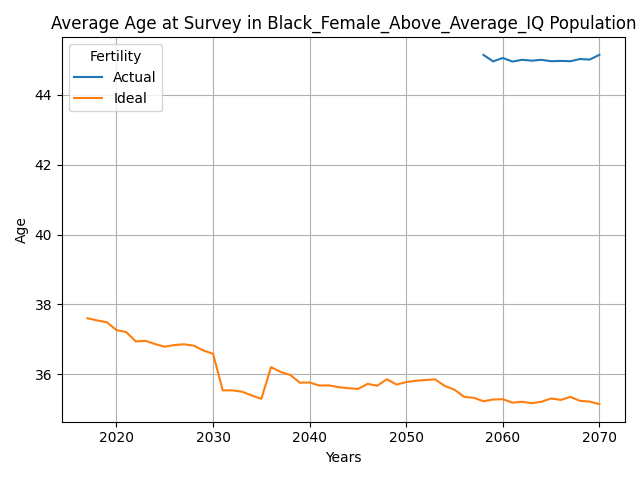 Average Age at Survey in Black_Female_Above_Average_IQ Population
Fertility
Actual
Ideal
44
42
40
38
36
Age
2020 2030 2040 2050 2060 2070
Years